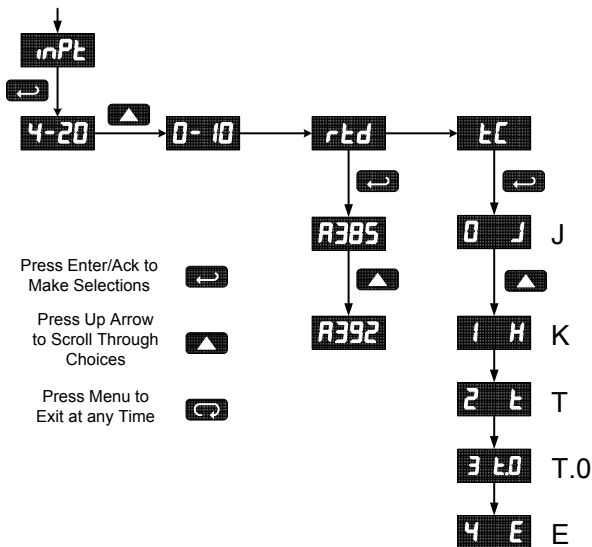 inPt
4-20
0-10
rtd
tC
A385
A392
0 J
J
1 H
K
2 t
T
3 t.0
T.0
4 E
E
Press Enter/Ack to
Make Selections
Press Up Arrow
to Scroll Through
Choices
Press Menu to
Exit at any Time